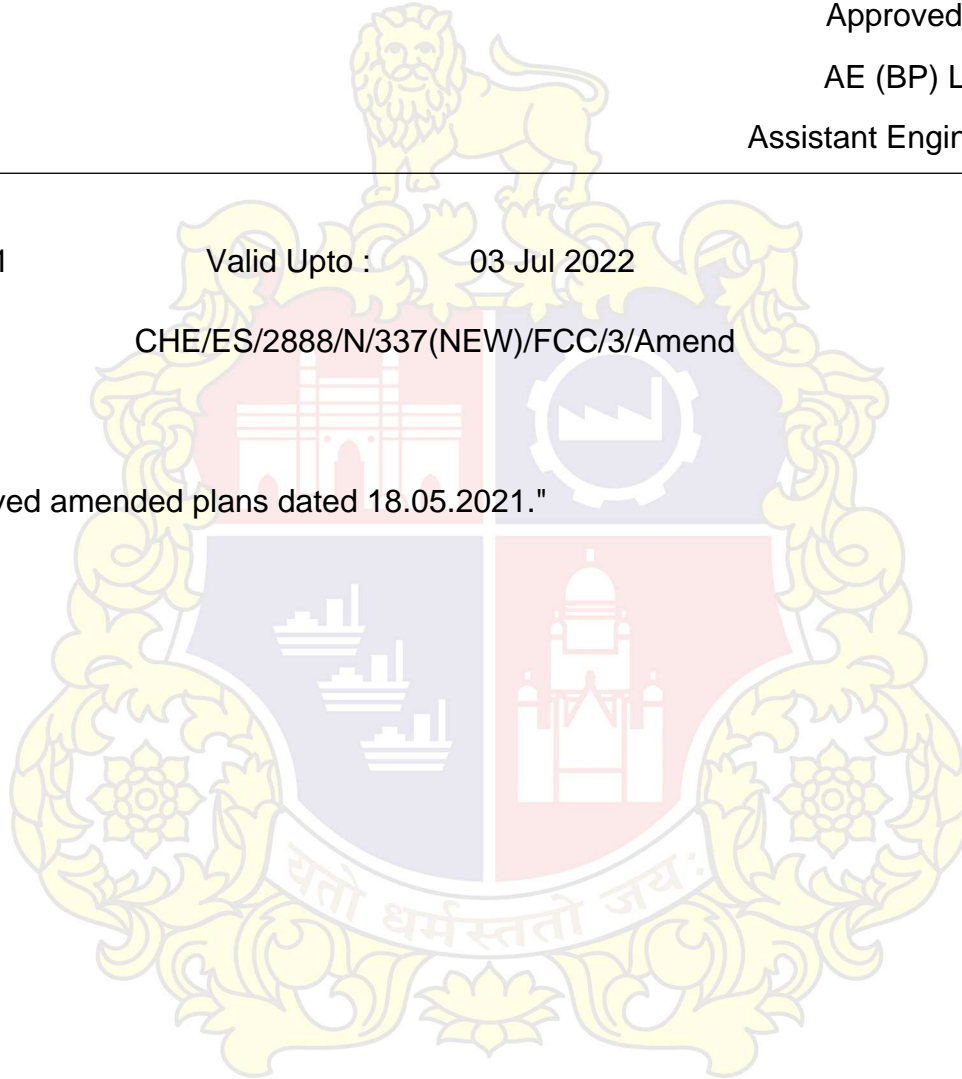 Approved
AE (BP) L
Assistant Engin
1 Valid Upto : 03 Jul 2022
CHE/ES/2888/N/337(NEW)/FCC/3/Amend
ved amended plans dated 18.05.2021."
यतो धर्मस्ततो जय: